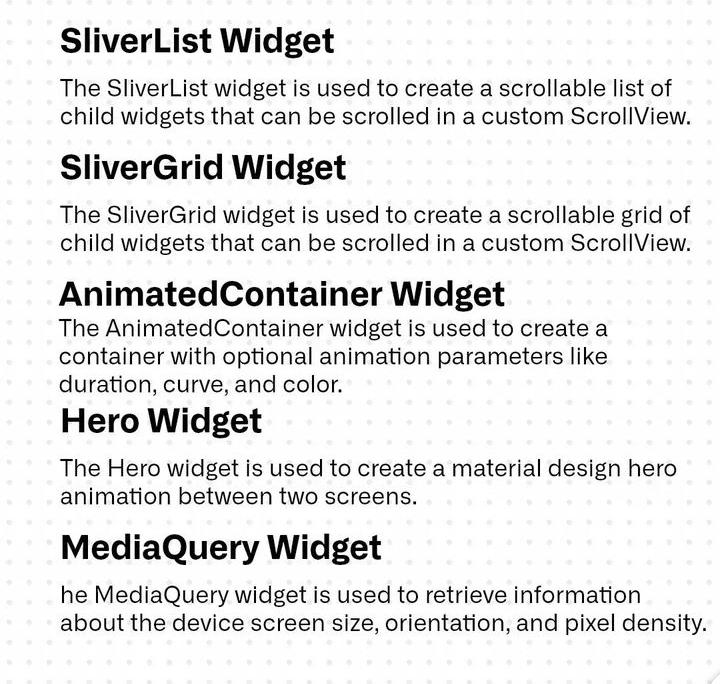 SliverList Widget
The SliverList widget is used to create a scrollable list of
child widgets that can be scrolled in a custom ScrollView.
SliverGrid Widget
The SliverGrid widget is used to create a scrollable grid of
child widgets that can be scrolled in a custom ScrollView.
AnimatedContainer Widget
The AnimatedContainer widget is used to create a
container with optional animation parameters like
duration, curve, and color.
Hero Widget
The Hero widget is used to create a material design hero
animation between two screens.
MediaQuery Widget
he MediaQuery widget is used to retrieve information
about the device screen size, orientation, and pixel density.